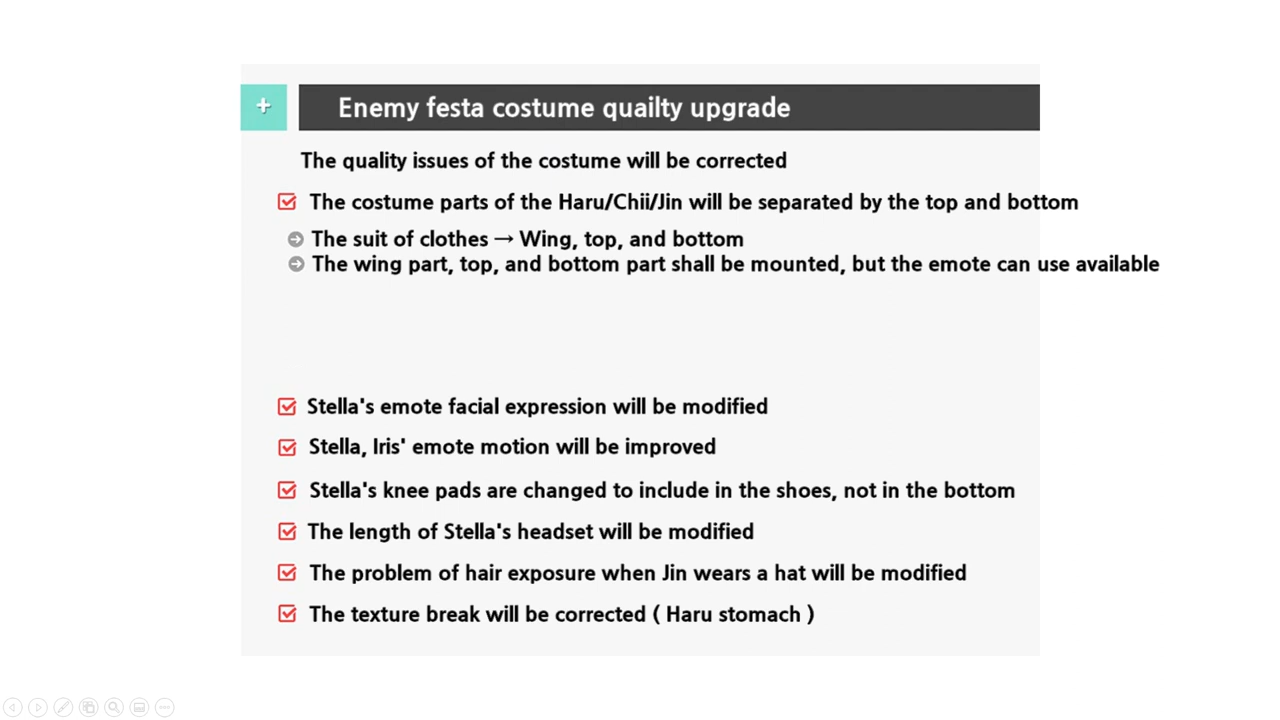 +
Enemy festa costume quailty upgrade
The quality issues of the costume will be corrected
The costume parts of the Haru/Chii/Jin will be separated by the top and bottom
The suit of clothes → Wing, top, and bottom
The wing part, top, and bottom part shall be mounted, but the emote can use available
Stella's emote facial expression will be modified
Stella, Iris' emote motion will be improved
Stella's knee pads are changed to include in the shoes, not in the bottom
The length of Stella's headset will be modified
The problem of hair exposure when Jin wears a hat will be modified
The texture break will be corrected ( Haru stomach )